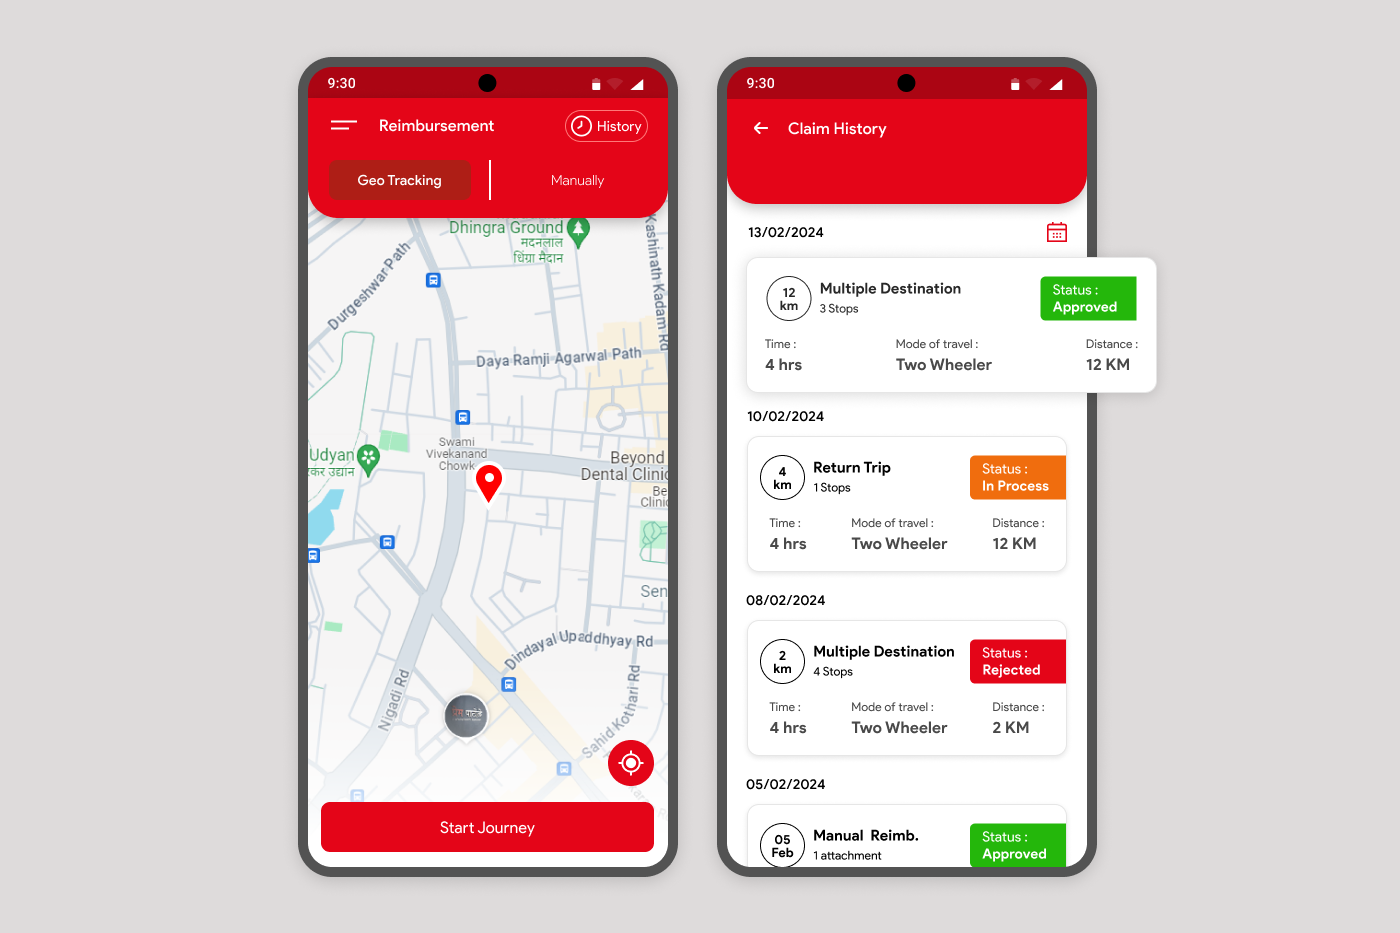 9:30
Reimbursement
History
Geo Tracking
Manually
Dhingra Ground
मदनलाल
धिंग्रा मैदान
Kashinath Kadam Rd
Durgeshwar Path
Daya Ramji Agarwal Path
Swami
Vivekanand
Chowk
Udyan
उद्यान
Beyond
Dental Clinic
Be
Clinic
Sen
Dindayal Upaddhyay Rd
Nigadi Rd
Sahid Kothari Rd
Start Journey
9:30
Claim History
13/02/2024
12
km
Multiple Destination
3 Stops
Status :
Approved
Time :
Mode of travel :
Distance :
4 hrs
Two Wheeler
12 KM
10/02/2024
4
km
Return Trip
1 Stops
Status :
In Process
Time :
Mode of travel :
Distance :
4 hrs
Two Wheeler
12 KM
08/02/2024
2
km
Multiple Destination
4 Stops
Status :
Rejected
Time :
Mode of travel :
Distance :
4 hrs
Two Wheeler
2 KM
05/02/2024
05
Feb
Manual Reimb.
1 attachment
Status :
Approved